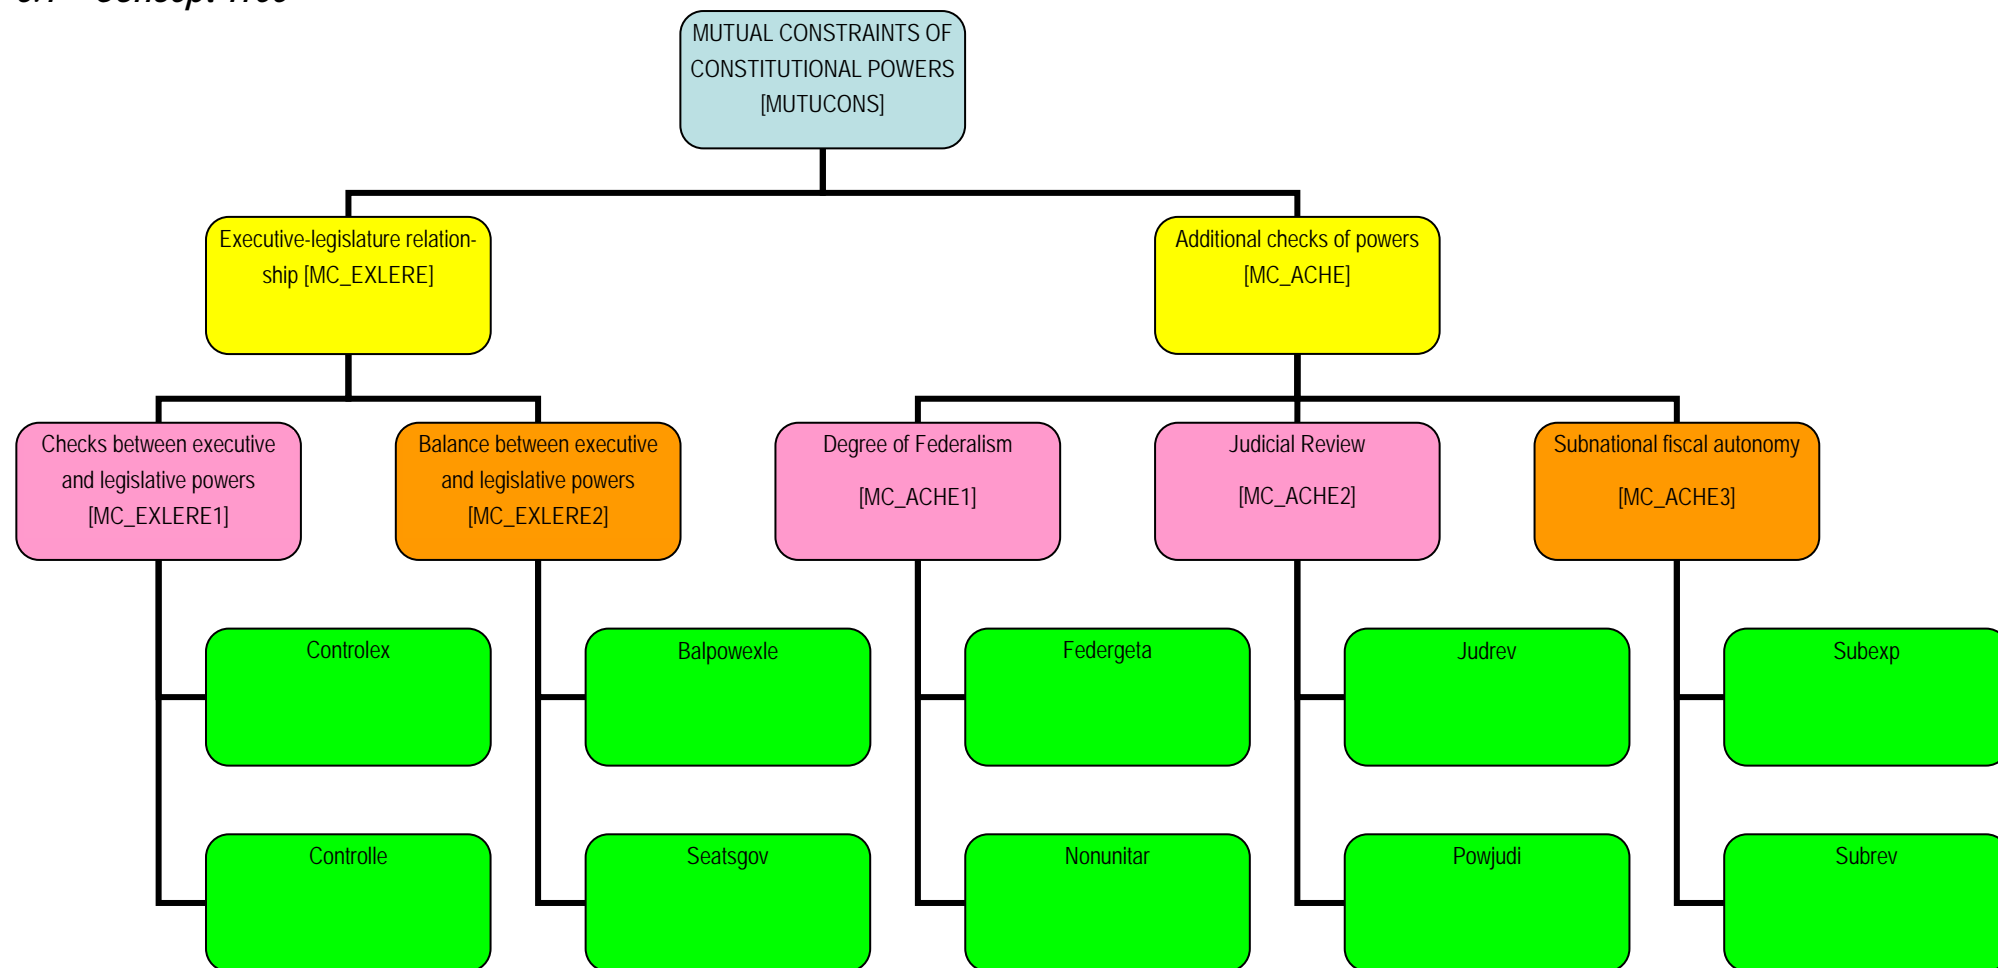 MUTUAL CONSTRAINTS OF
CONSTITUTIONAL POWERS
[MUTUCONS]
Executive-legislature relation-
ship [MC_EXLERE]
Additional checks of powers
[MC_ACHE]
Checks between executive
and legislative powers
[MC_EXLERE1]
Balance between executive
and legislative powers
[MC_EXLERE2]
Degree of Federalism
[MC_ACHE1]
Judicial Review
[MC_ACHE2]
Subnational fiscal autonomy
[MC_ACHE3]
Controlex
Balpowexle
Federgeta
Judrev
Subexp
Controlle
Seatsgov
Nonunitar
Powjudi
Subrev